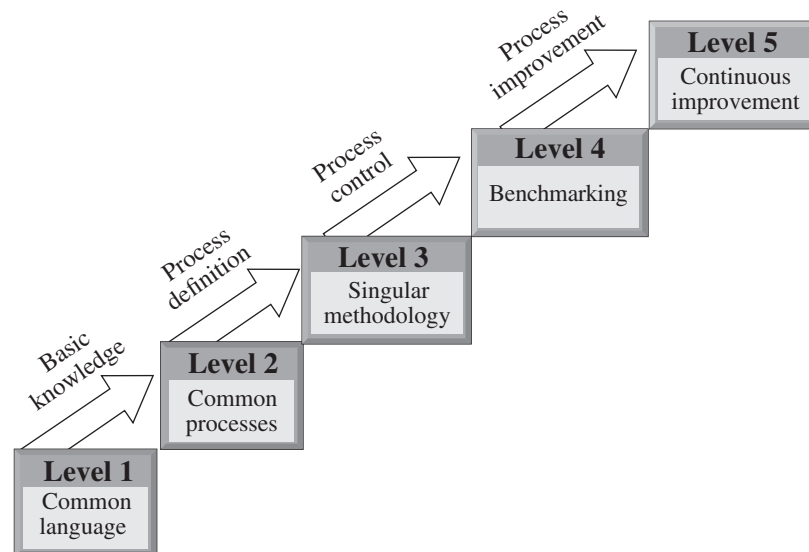 Process
improvement
Level 5
Continuous
improvement
Process
control
Level 4
Benchmarking
Process
definition
Level 3
Singular
methodology
Basic
knowledge
Level 2
Common
processes
Level 1
Common
language